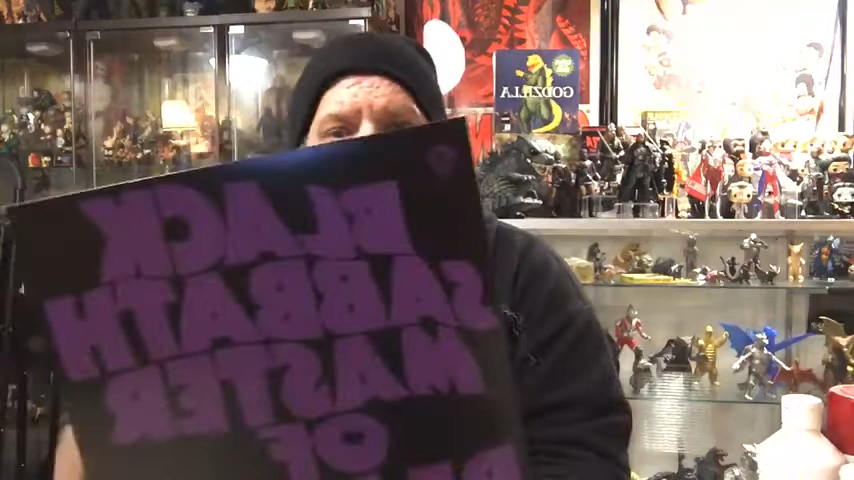 BLACK
SABBATH
MASTER
OF
GODZILLA